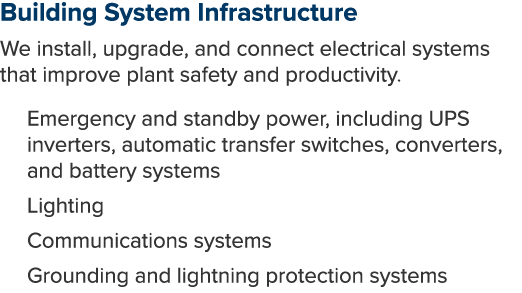 Building System Infrastructure
We install, upgrade, and connect electrical systems
that improve plant safety and productivity.
Emergency and standby power, including UPS
inverters, automatic transfer switches, converters,
and battery systems
Lighting
Communications systems
Grounding and lightning protection systems